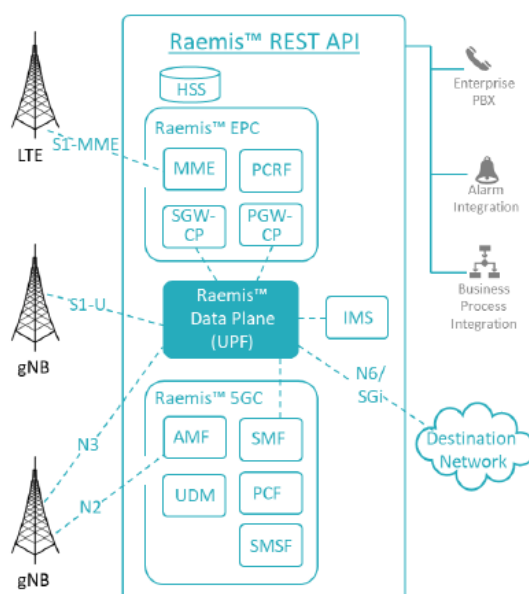 Raemis™ REST API
HSS
Enterprise
PBX
Raemis™ EPC
LTE
S1-MME
MME
PCRF
Alarm
Integration
SGW-
CP
PGW-
CP
Business
Process
Integration
S1-U
Raemis™
Data Plane
(UPF)
IMS
gNB
N6/
SGi
Raemis™ 5GC
N3
AMF
SMF
Destination
Network
N2
UDM
PCF
SMSF
gNB